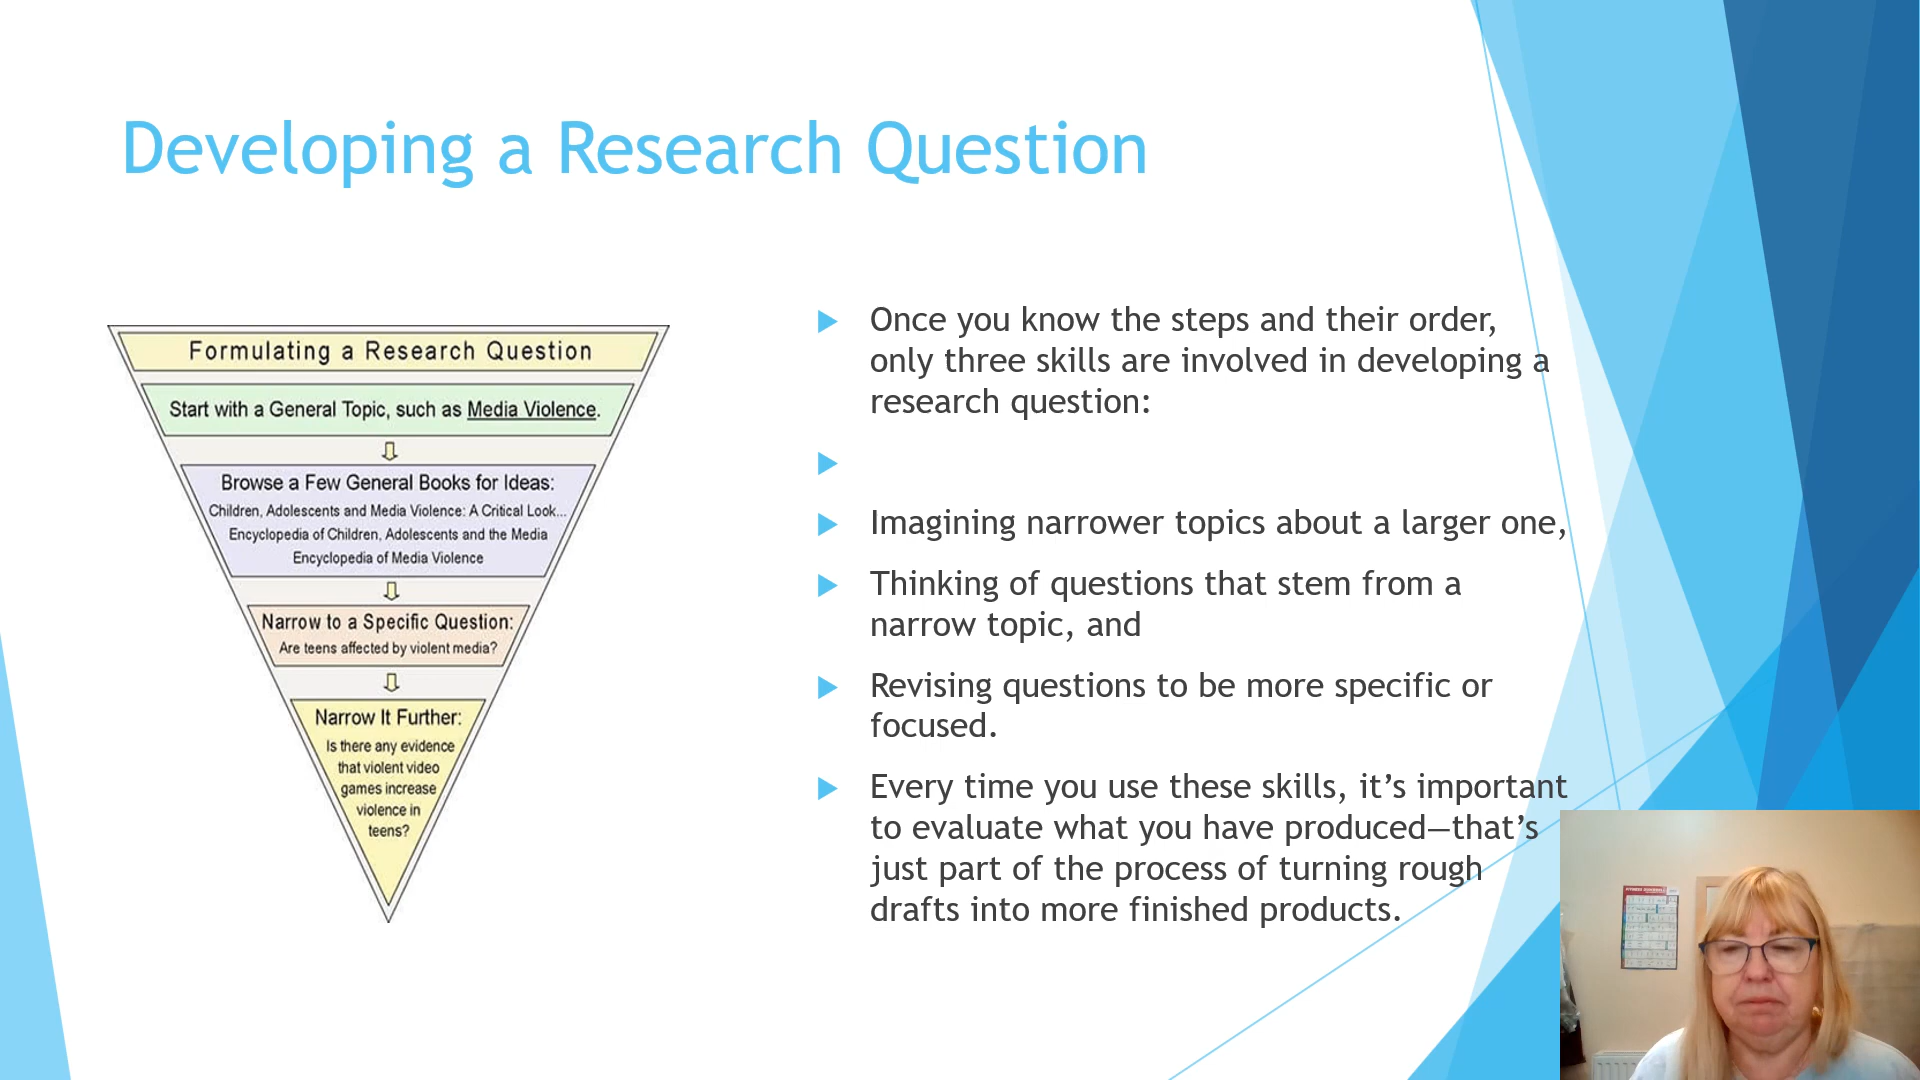 Developing a Research Question
Formulating a Research Question
Start with a General Topic, such as Media Violence.
Browse a Few General Books for Ideas:
Children, Adolescents and Media Violence: A Critical Look...
Encyclopedia of Children, Adolescents and the Media
Encyclopedia of Media Violence
Narrow to a Specific Question:
Are teens affected by violent media?
Narrow It Further:
Is there any evidence
that violent video
games increase
violence in
teens?
Once you know the steps and their order,
only three skills are involved in developing a
research question:
Imagining narrower topics about a larger one,
Thinking of questions that stem from a
narrow topic, and
Revising questions to be more specific or
focused.
Every time you use these skills, it’s important
to evaluate what you have produced—that’s
just part of the process of turning rough
drafts into more finished products.